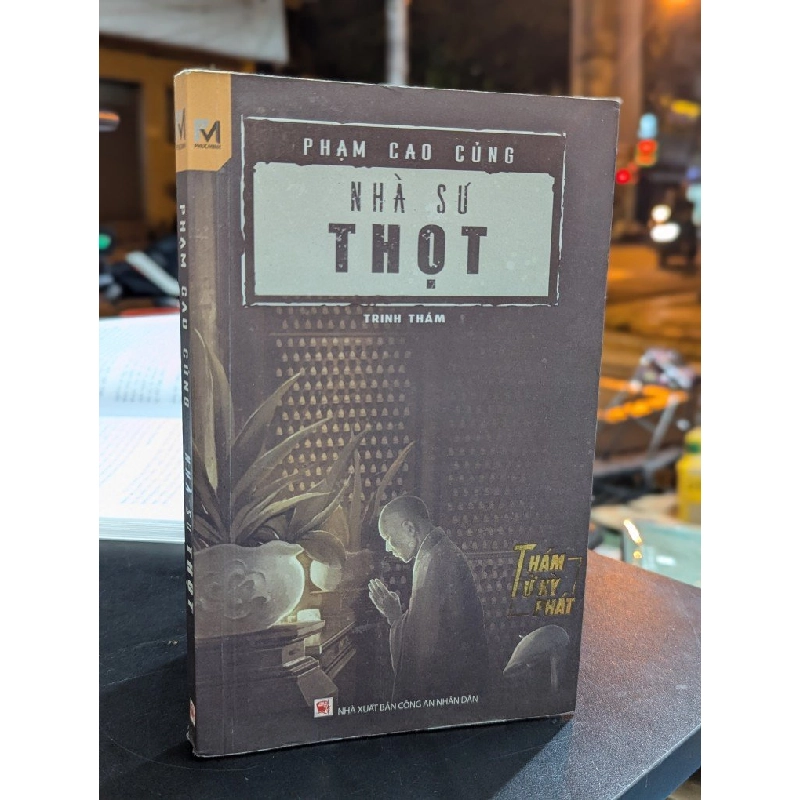 PHẠM CAO CỦNG
NHÀ SƯ
THỌT
TRINH THÁM
THÁM
TỬ KỲ
PHÁT
NHÀ XUẤT BẢN CÔNG AN NHÂN DÂN
PHẠM CAO CỦNG NHÀ SƯ THỌT